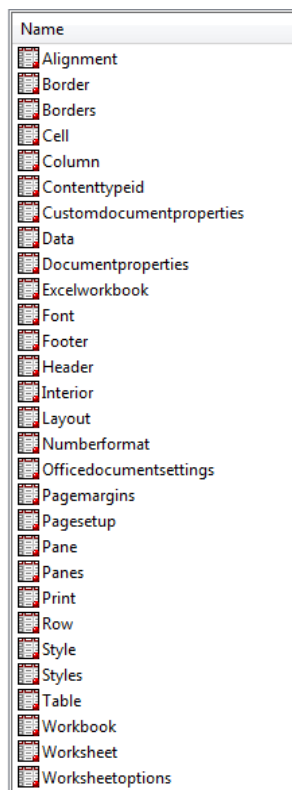 Name
Alignment
Border
Borders
Cell
Column
Contenttypeid
Customdocumentproperties
Data
Documentproperties
Excelworkbook
Font
Footer
Header
Interior
Layout
Numberformat
Officedocumentsettings
Pagemargins
Pagesetup
Pane
Panes
Print
Row
Style
Styles
Table
Workbook
Worksheet
Worksheetoptions